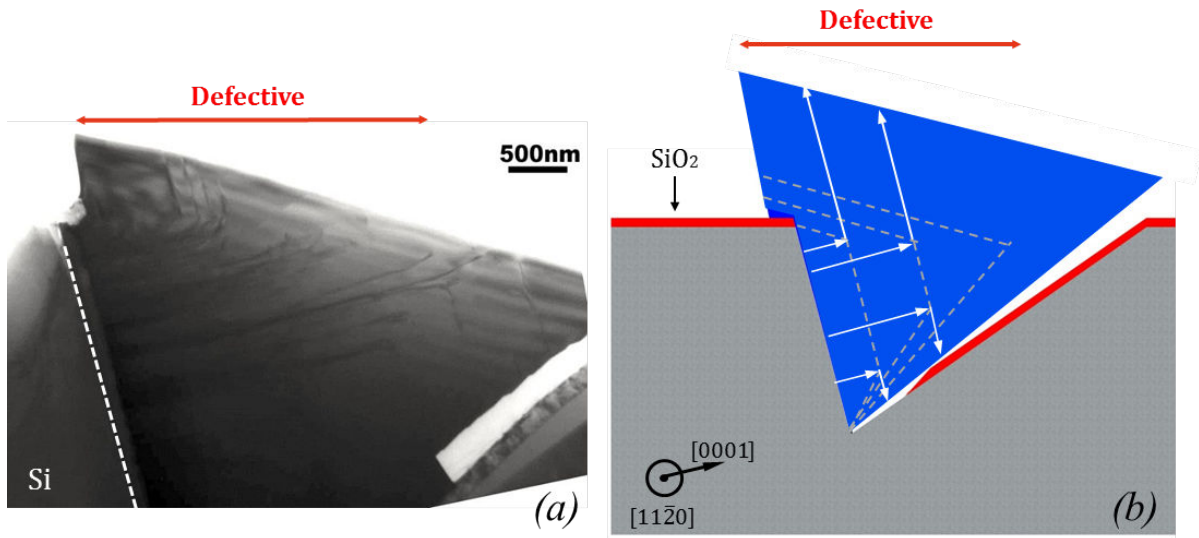 Defective
500nm
Si
(a)
Defective
SiO₂
[0001]
[112̄0]
(b)